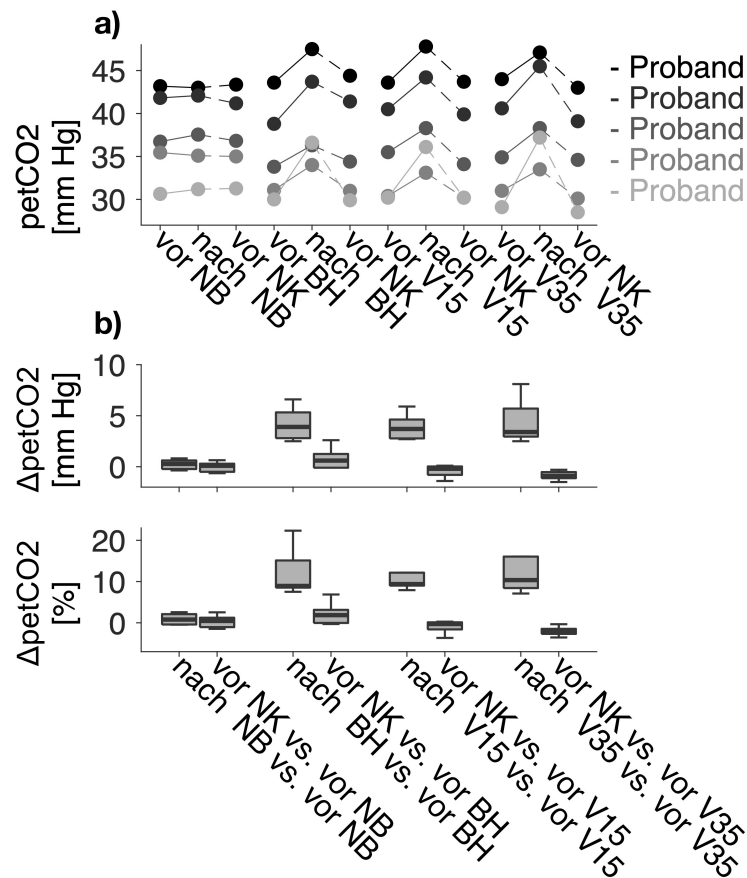 a)
petCO2
[mm Hg]
45
40
35
30
- Proband
- Proband
- Proband
- Proband
- Proband
vor NB
nach NB
vor NK
vor BH
nach BH
vor NK
vor V15
nach V15
vor NK
vor V35
nach V35
vor NK
b)
ΔpetCO2
[mm Hg]
10
5
0
ΔpetCO2
[%]
20
10
0
nach NB vs. vor NB
vor NK vs. vor NB
nach BH vs. vor BH
vor NK vs. vor BH
nach V15 vs. vor V15
vor NK vs. vor V15
nach V35 vs. vor V35
vor NK vs. vor V35